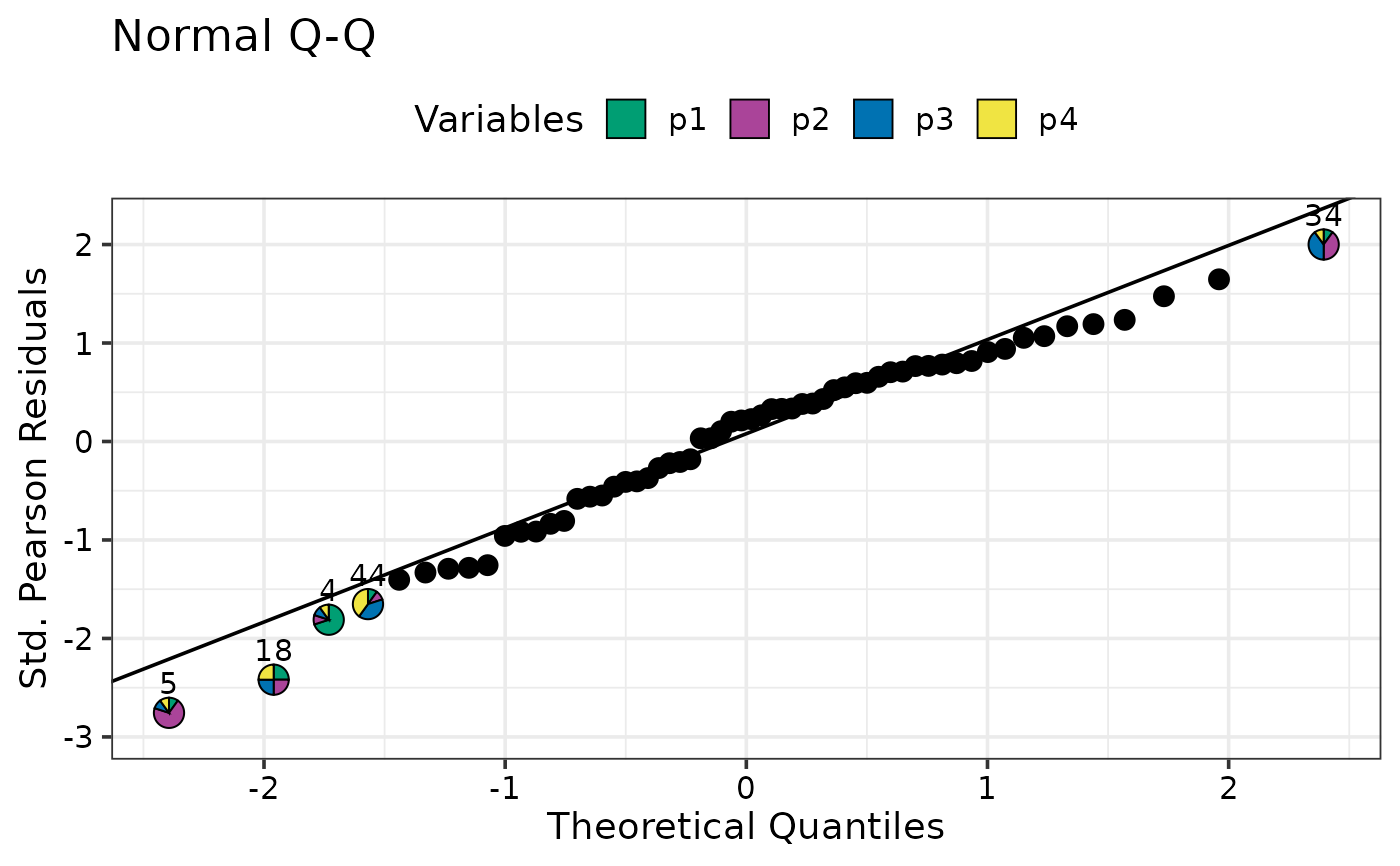 Normal Q-Q
Variables p1 p2 p3 p4
Std. Pearson Residuals
2
1
0
-1
-2
-3
34
4
44
18
5
-2 -1 0 1 2
Theoretical Quantiles